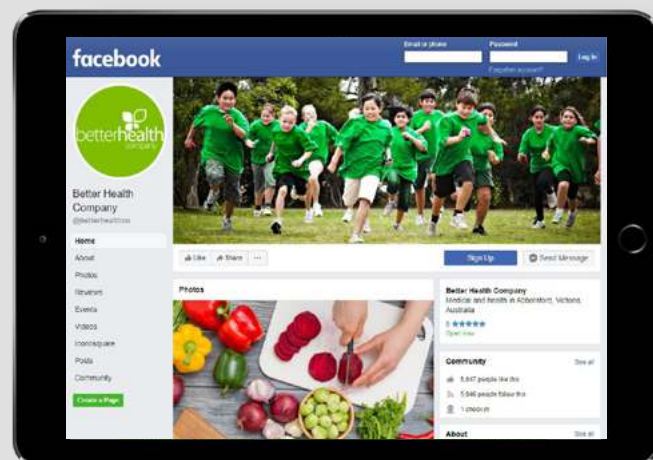 facebook
Email or phone
Password
Log In
Forgotten account?
betterhealth
company
Better Health
Company
Home
About
Photos
Reviews
Events
Videos
Iconosquare
Posts
Community
Create a Page
Like
Share
...
Sign Up
Send Message
Photos
Better Health Company
Medical and health in Abbotsford, Victoria,
Australia
5
Open now
Community
See all
people like this
people follow this
1 check-in
About
See all